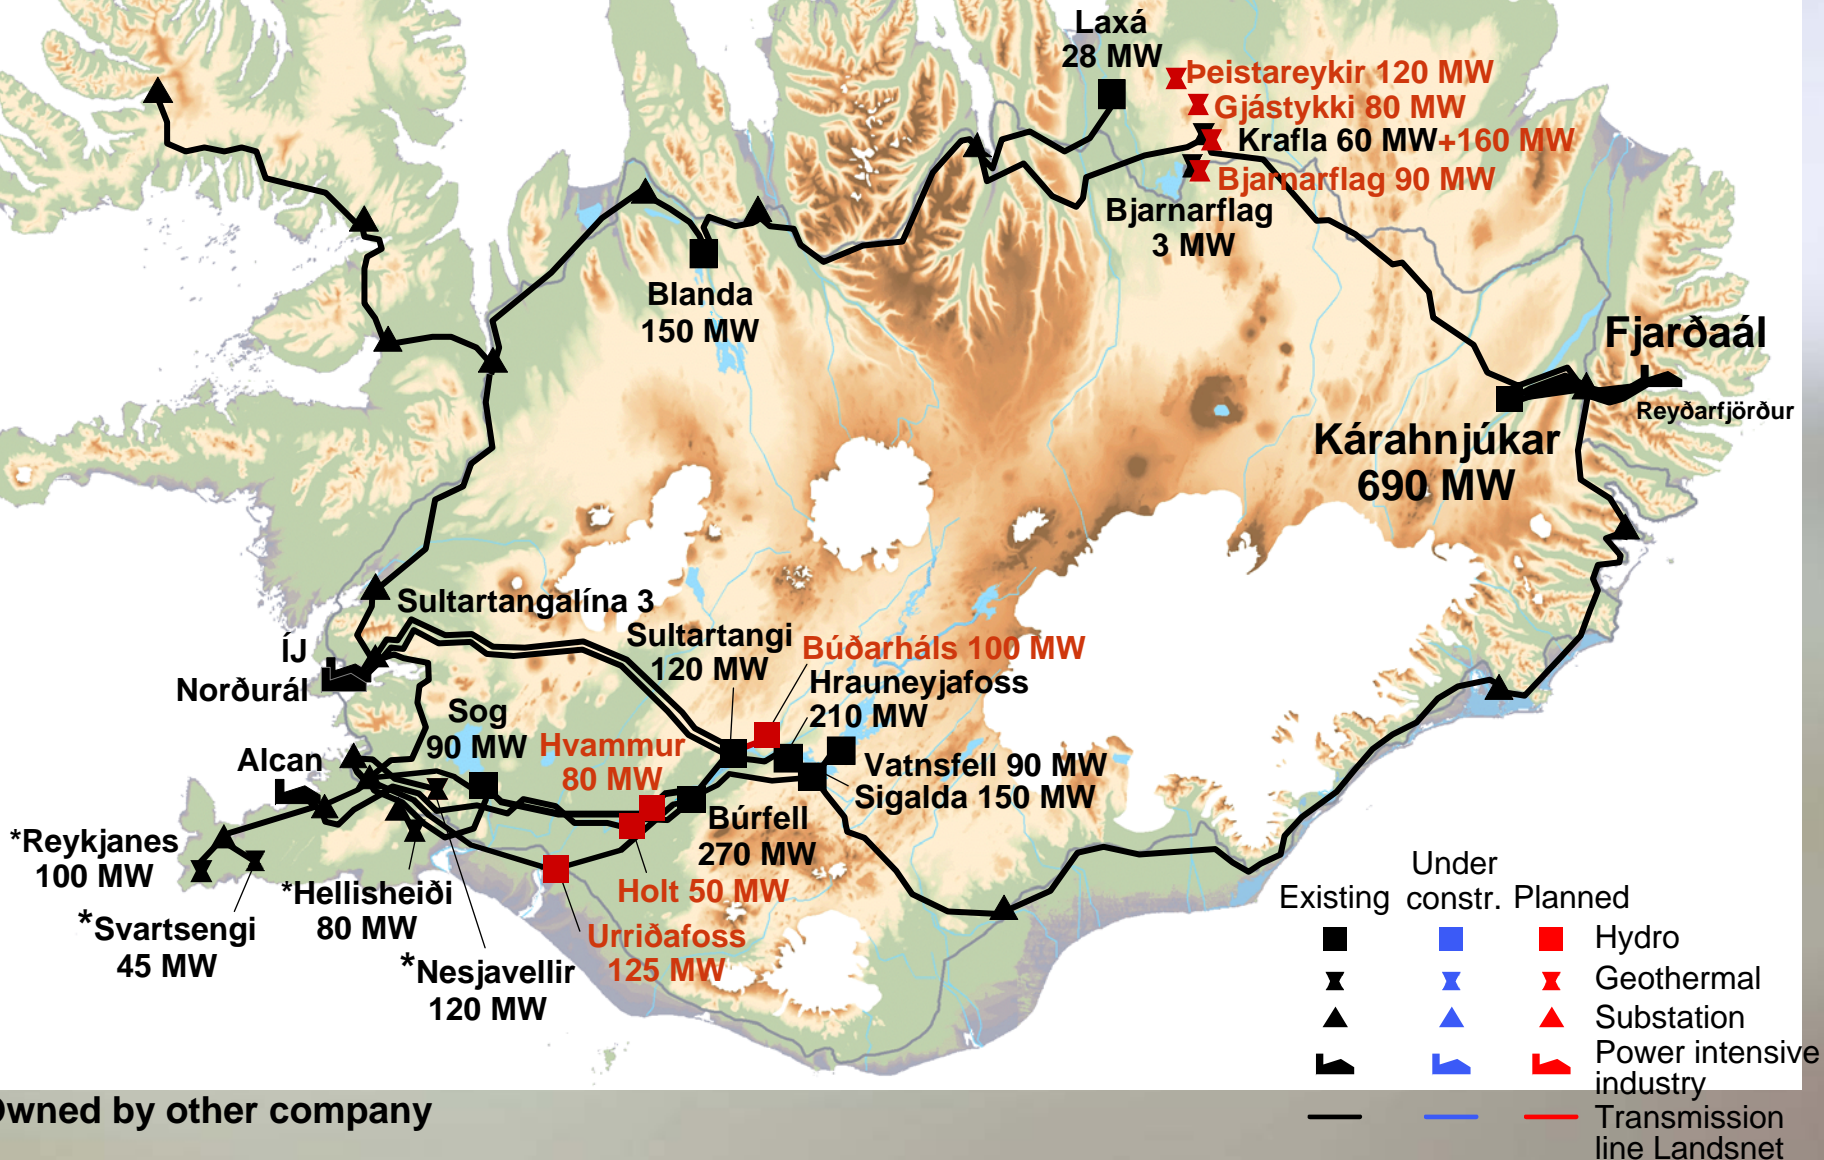 Laxá
28 MW
Þeistareykir 120 MW
Gjástykki 80 MW
Krafla 60 MW+160 MW
Bjarnarflag 90 MW
Bjarnarflag
3 MW
Blanda
150 MW
Fjarðaál
Reyðarfjörður
Kárahnjúkar
690 MW
Sultartangalína 3
ÍJ
Norðurál
Sultartangi
120 MW
Búðarháls 100 MW
Hrauneyjafoss
210 MW
Sog
90 MW
Hvammur
80 MW
Alcan
Vatnsfell 90 MW
Sigalda 150 MW
Búrfell
270 MW
*Reykjanes
100 MW
Holt 50 MW
*Hellisheiði
80 MW
*Svartsengi
45 MW
Urriðafoss
125 MW
*Nesjavellir
120 MW
Under
Existing constr. Planned
Hydro
Geothermal
Substation
Power intensive
industry
Transmission
line Landsnet
Owned by other company